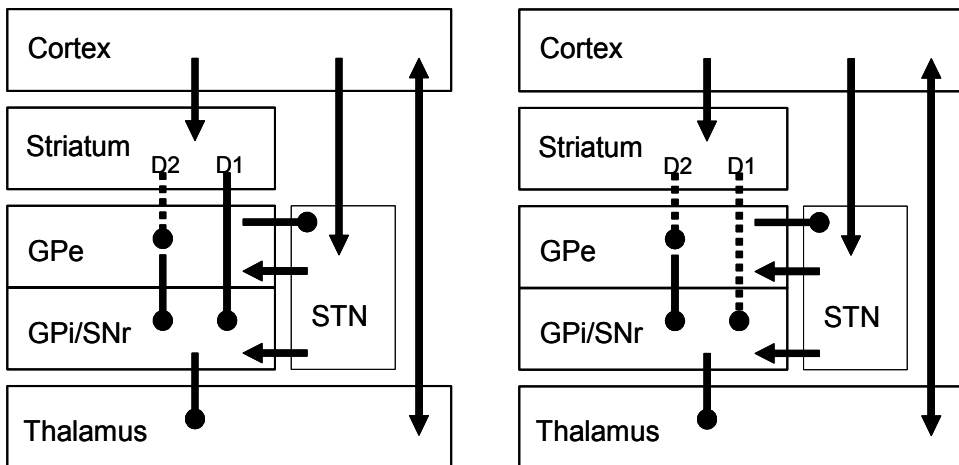 Cortex
Striatum
D2 D1
GPe
GPi/SNr
STN
Thalamus
Cortex
Striatum
D2 D1
GPe
GPi/SNr
STN
Thalamus